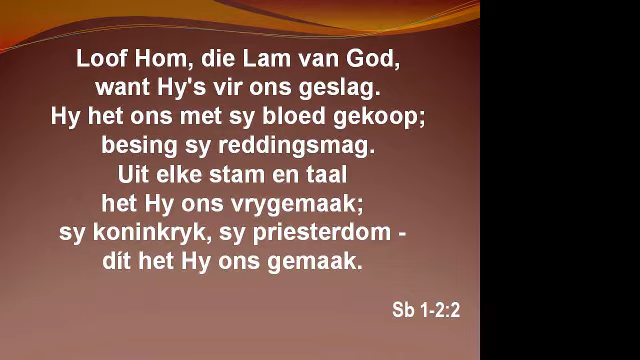 Loof Hom, die Lam van God,
want Hy's vir ons geslag.
Hy het ons met sy bloed gekoop;
besing sy reddingsmag.
Uit elke stam en taal
het Hy ons vrygemaak;
sy koninkryk, sy priesterdom -
dít het Hy ons gemaak.
Sb 1-2:2